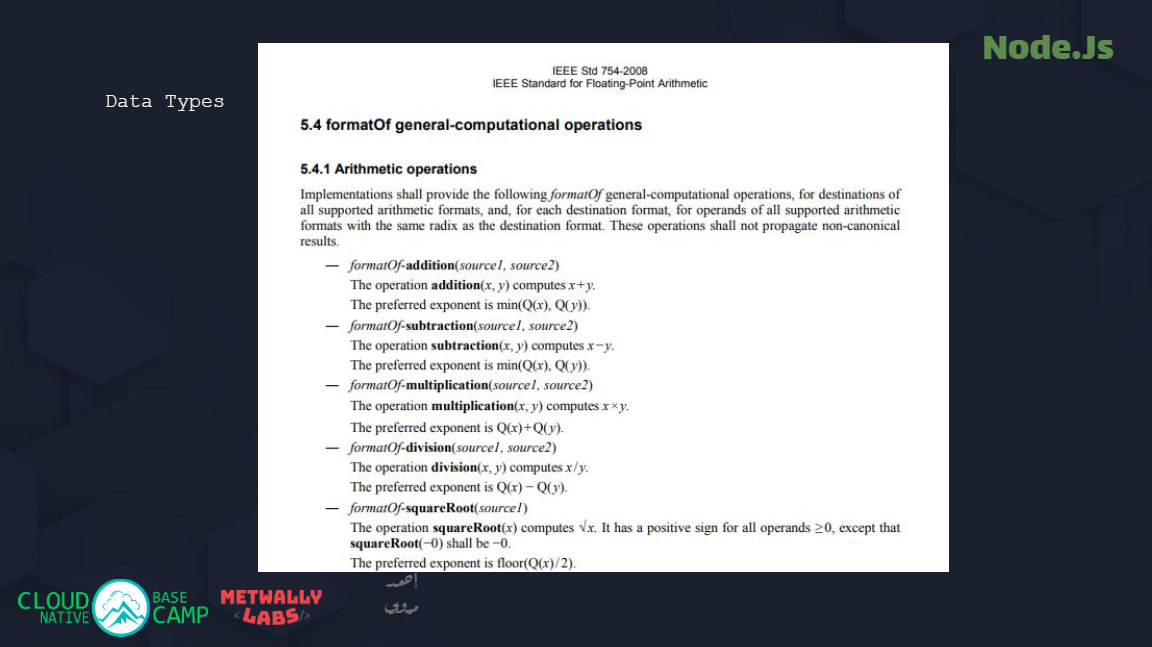 Node.Js
Data Types
IEEE Std 754-2008
IEEE Standard for Floating-Point Arithmetic
5.4 formatOf general-computational operations
5.4.1 Arithmetic operations
Implementations shall provide the following formatOf general-computational operations, for destinations of
all supported arithmetic formats, and, for each destination format, for operands of all supported arithmetic
formats with the same radix as the destination format. These operations shall not propagate non-canonical
results.
— formatOf-addition(source1, source2)
The operation addition(x, y) computes x+y.
The preferred exponent is min(Q(x), Q(y)).
— formatOf-subtraction(source1, source2)
The operation subtraction(x, y) computes x−y.
The preferred exponent is min(Q(x), Q(y)).
— formatOf-multiplication(source1, source2)
The operation multiplication(x, y) computes x×y.
The preferred exponent is Q(x)+Q(y).
— formatOf-division(source1, source2)
The operation division(x, y) computes x/y.
The preferred exponent is Q(x) − Q(y).
— formatOf-squareRoot(source1)
The operation squareRoot(x) computes √x. It has a positive sign for all operands ≥0, except that
squareRoot(−0) shall be −0.
The preferred exponent is floor(Q(x)/2).
CLOUD NATIVE BASE CAMP
METWALLY
<LABS/>
أحمد